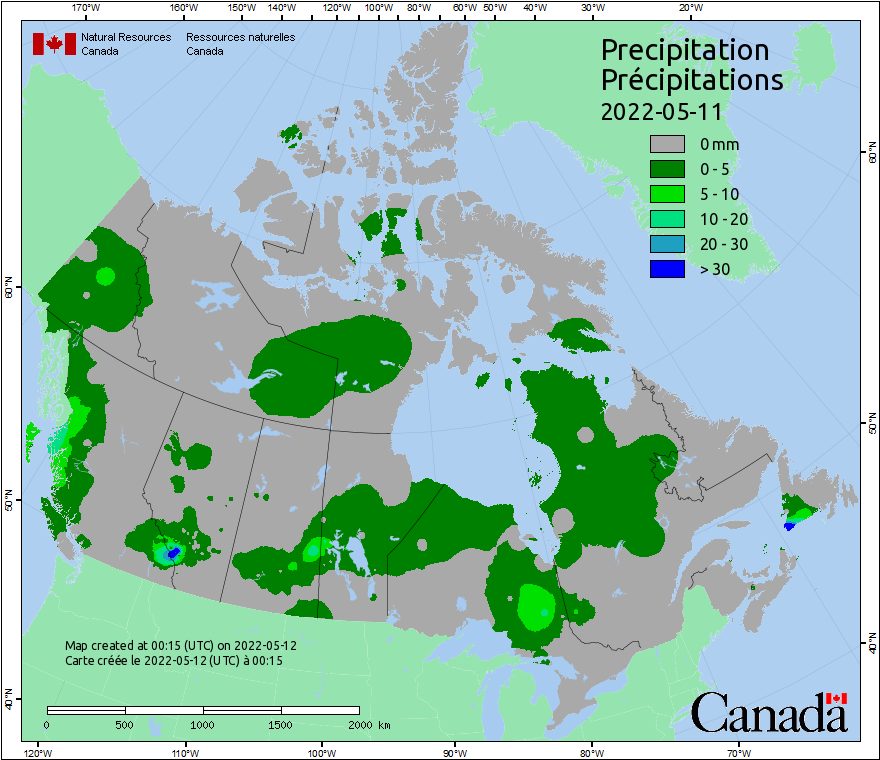 170°W 160°W 150°W 140°W 130°W 120°W 110°W 100°W 90°W 80°W 60°W 50°W 40°W 30°W 20°W
Natural Resources Ressources naturelles
Canada Canada
Precipitation
Précipitations
2022-05-11
0 mm
0 - 5
5 - 10
10 - 20
20 - 30
> 30
60°N 60°N
50°N 50°N
40°N 40°N
Map created at 00:15 (UTC) on 2022-05-12
Carte créée le 2022-05-12 (UTC) à 00:15
0 500 1000 1500 2000 km
Canada
120°W 110°W 100°W 90°W 80°W 70°W